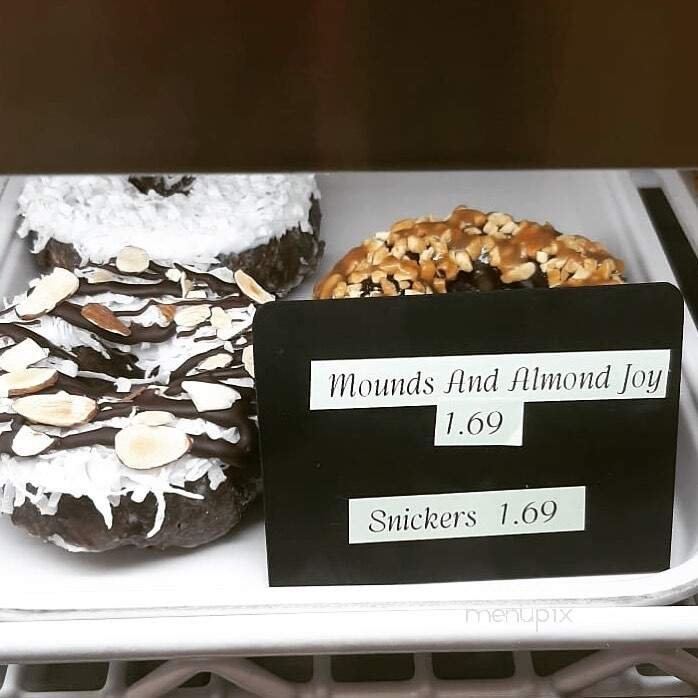 Mounds And Almond Joy
1.69
Snickers 1.69
menupix